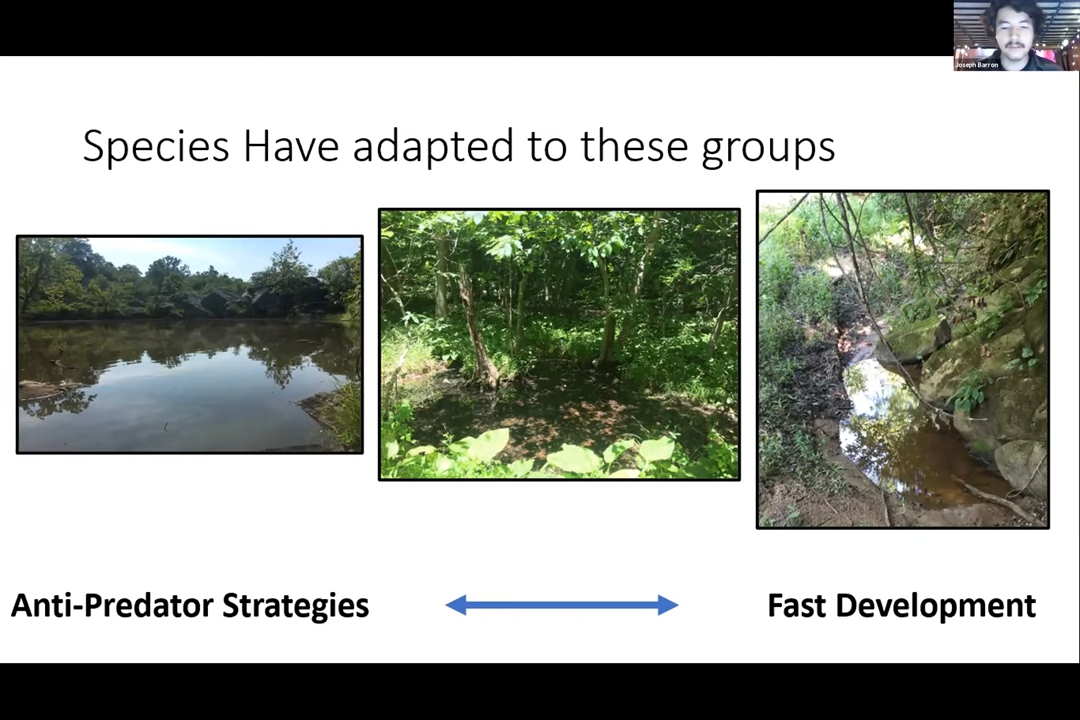 Joseph Barron
Species Have adapted to these groups
Anti-Predator Strategies
Fast Development